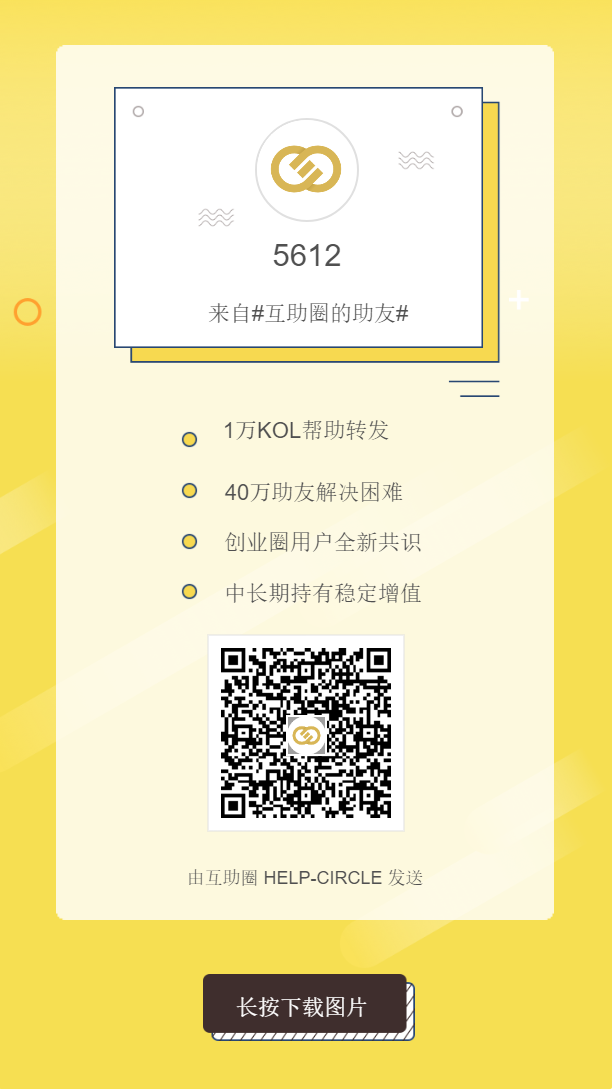 5612
来自#互助圈的助友#
1万KOL帮助转发
40万助友解决困难
创业圈用户全新共识
中长期持有稳定增值
由互助圈 HELP-CIRCLE 发送
长按下载图片